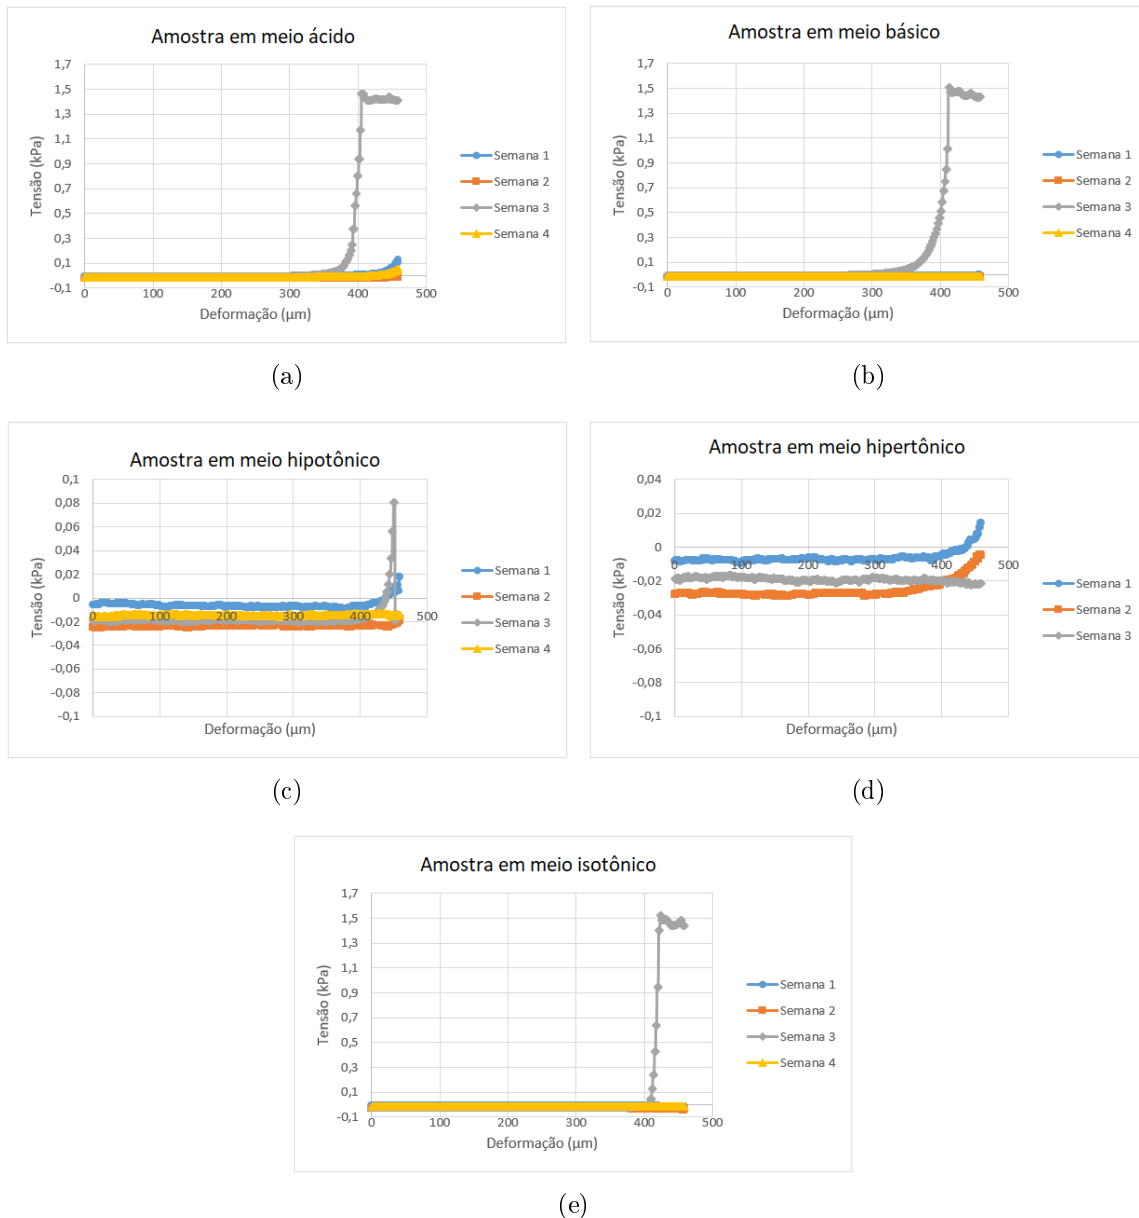 Amostra em meio ácido
1,7
1,5
1,3
1,1
0,9
0,7
0,5
0,3
0,1
-0,1
0 100 200 300 400 500
Tensão (kPa)
Deformação (µm)
Semana 1
Semana 2
Semana 3
Semana 4
(a)
Amostra em meio básico
1,7
1,5
1,3
1,1
0,9
0,7
0,5
0,3
0,1
-0,1
0 100 200 300 400 500
Tensão (kPa)
Deformação (µm)
Semana 1
Semana 2
Semana 3
Semana 4
(b)
Amostra em meio hipotônico
0,1
0,08
0,06
0,04
0,02
0
-0,02
-0,04
-0,06
-0,08
-0,1
0 100 200 300 400 500
Tensão (kPa)
Deformação (µm)
Semana 1
Semana 2
Semana 3
Semana 4
(c)
Amostra em meio hipertônico
0,04
0,02
0
-0,02
-0,04
-0,06
-0,08
-0,1
0 100 200 300 400 500
Tensão (kPa)
Deformação (µm)
Semana 1
Semana 2
Semana 3
(d)
Amostra em meio isotônico
1,7
1,5
1,3
1,1
0,9
0,7
0,5
0,3
0,1
-0,1
0 100 200 300 400 500
Tensão (kPa)
Deformação (µm)
Semana 1
Semana 2
Semana 3
Semana 4
(e)